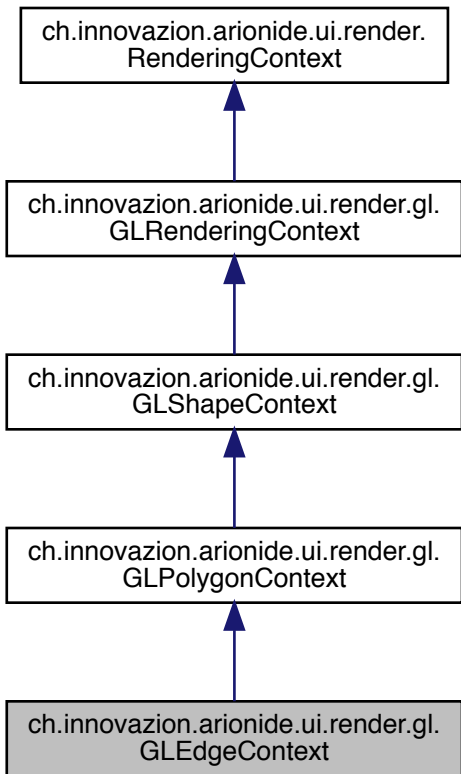 ch.innovazion.arionide.ui.render.
RenderingContext
ch.innovazion.arionide.ui.render.gl.
GLRenderingContext
ch.innovazion.arionide.ui.render.gl.
GLShapeContext
ch.innovazion.arionide.ui.render.gl.
GLPolygonContext
ch.innovazion.arionide.ui.render.gl.
GLEdgeContext